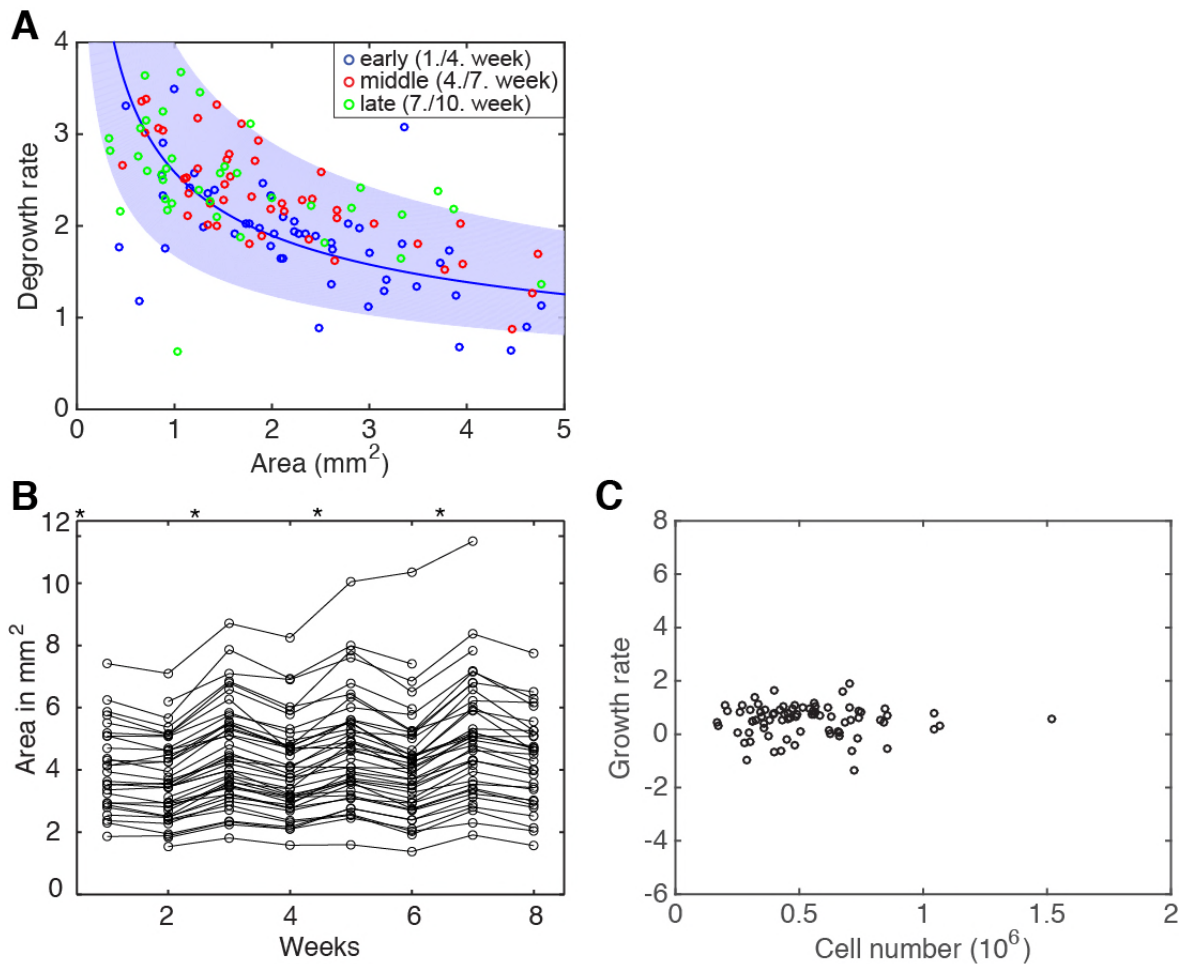 A
4
3
2
1
0
Degrowth rate
early (1./4. week)
middle (4./7. week)
late (7./10. week)
0 1 2 3 4 5
Area (mm²)
B
* * * *
12
10
8
6
4
2
0
Area in mm²
2 4 6 8
Weeks
C
8
6
4
2
0
-2
-4
-6
Growth rate
0 0.5 1 1.5 2
Cell number (10⁶)